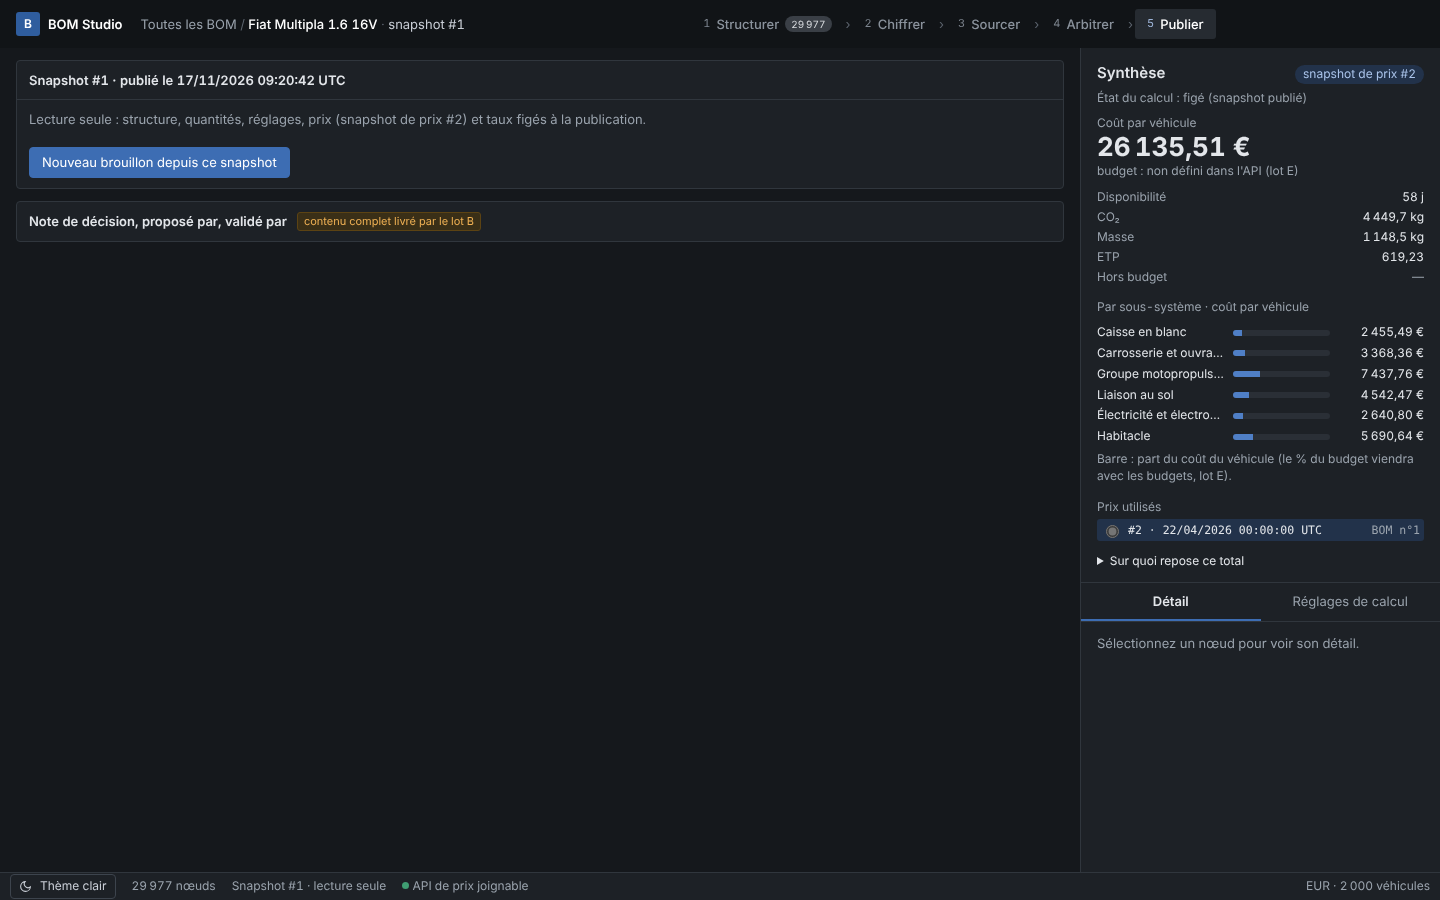 B BOM Studio Toutes les BOM / Fiat Multipla 1.6 16V · snapshot #1
1 Structurer 29 977 › 2 Chiffrer › 3 Sourcer › 4 Arbitrer › 5 Publier
Snapshot #1 · publié le 17/11/2026 09:20:42 UTC
Lecture seule : structure, quantités, réglages, prix (snapshot de prix #2) et taux figés à la publication.
Nouveau brouillon depuis ce snapshot
Note de décision, proposé par, validé par contenu complet livré par le lot B
Synthèse snapshot de prix #2
État du calcul : figé (snapshot publié)
Coût par véhicule
26 135,51 €
budget : non défini dans l'API (lot E)
Disponibilité 58 j
CO₂ 4 449,7 kg
Masse 1 148,5 kg
ETP 619,23
Hors budget —
Par sous-système · coût par véhicule
Caisse en blanc 2 455,49 €
Carrosserie et ouvra... 3 368,36 €
Groupe motopropuls... 7 437,76 €
Liaison au sol 4 542,47 €
Électricité et électro... 2 640,80 €
Habitacle 5 690,64 €
Barre : part du coût du véhicule (le % du budget viendra
avec les budgets, lot E).
Prix utilisés
#2 · 22/04/2026 00:00:00 UTC BOM n°1
Sur quoi repose ce total
Détail Réglages de calcul
Sélectionnez un nœud pour voir son détail.
Thème clair 29 977 nœuds Snapshot #1 · lecture seule API de prix joignable EUR · 2 000 véhicules